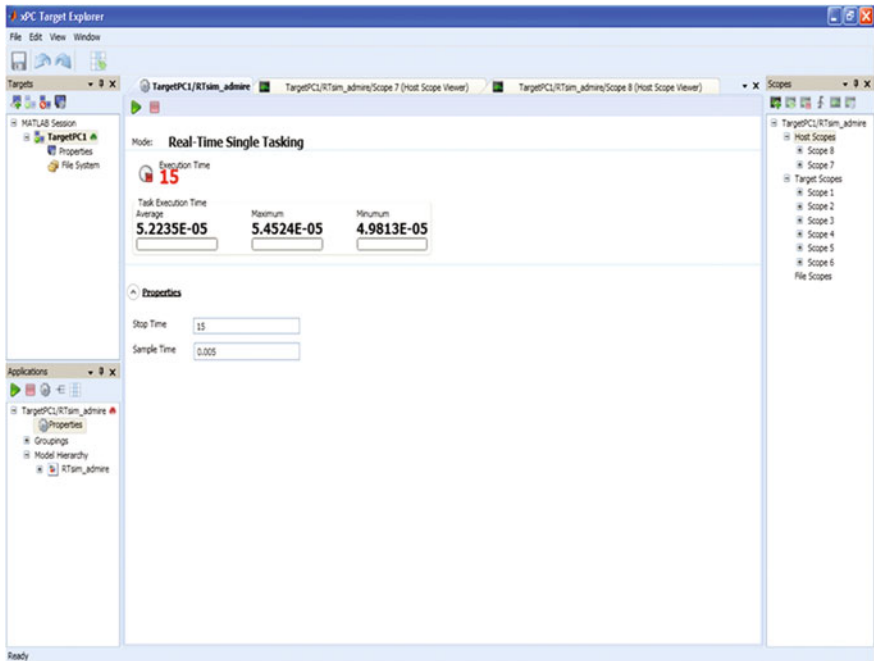 xPC Target Explorer
File Edit View Window
Targets
MATLAB Session
TargetPC1
Properties
File System
Applications
TargetPC1/RTsim_admire
Properties
Groupings
Model Hierarchy
RTsim_admire
TargetPC1/RTsim_admire
TargetPC1/RTsim_admire/Scope 7 (Host Scope Viewer)
TargetPC1/RTsim_admire/Scope 8 (Host Scope Viewer)
Mode: Real-Time Single Tasking
Execution Time
15
Task Execution Time
Average Maximum Minumum
5.2235E-05 5.4524E-05 4.9813E-05
Properties
Stop Time 15
Sample Time 0.005
Scopes
TargetPC1/RTsim_admire
Host Scopes
Scope 8
Scope 7
Target Scopes
Scope 1
Scope 2
Scope 3
Scope 4
Scope 5
Scope 6
File Scopes
Ready